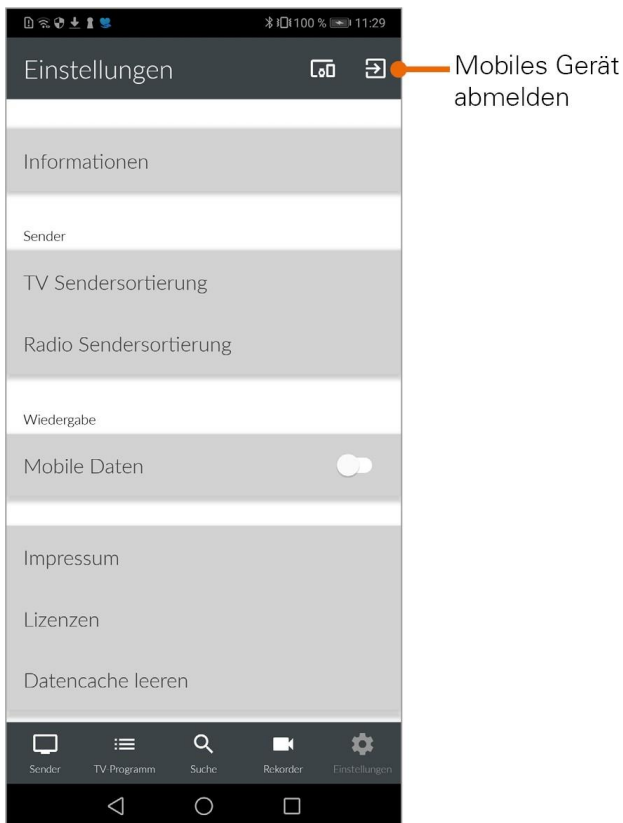 100 % 11:29
Einstellungen
Mobiles Gerät
abmelden
Informationen
Sender
TV Sendersortierung
Radio Sendersortierung
Wiedergabe
Mobile Daten
Impressum
Lizenzen
Datencache leeren
Sender TV-Programm Suche Rekorder Einstellungen